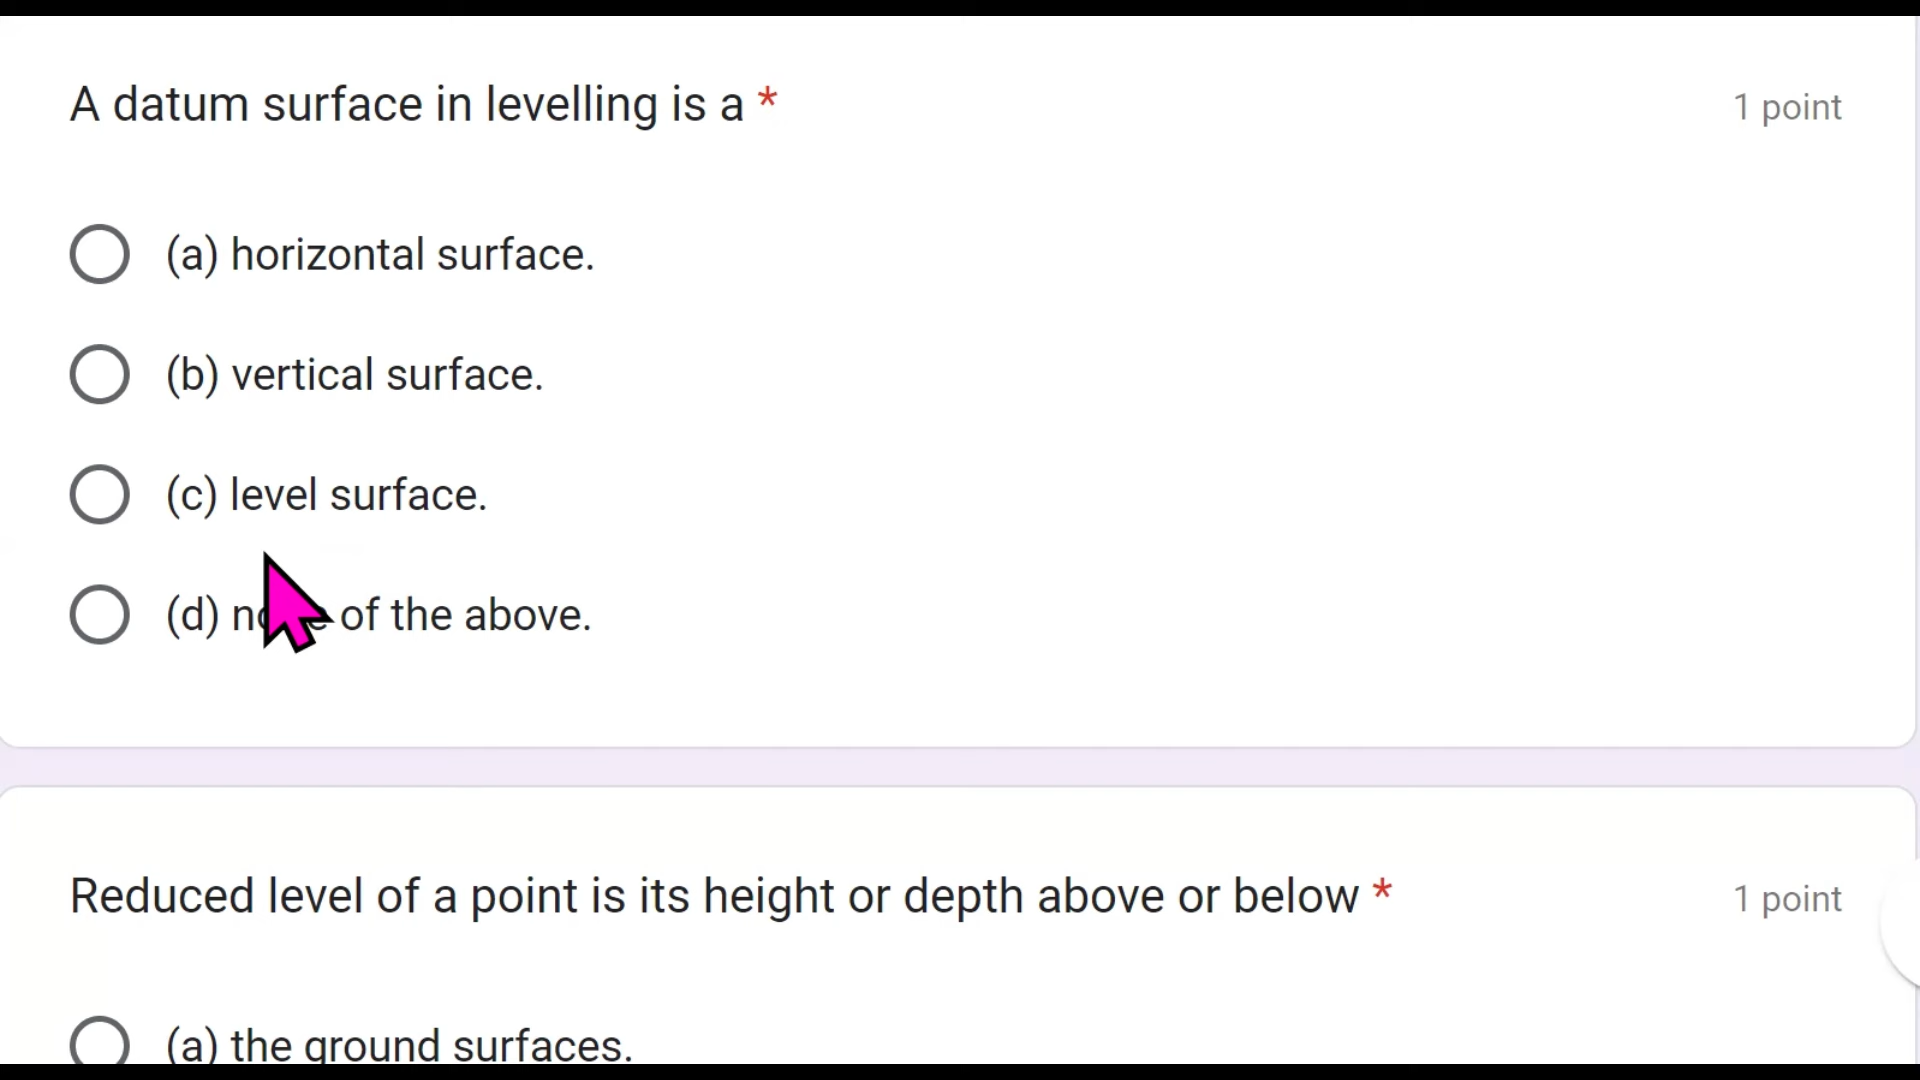 A datum surface in levelling is a *
1 point
(a) horizontal surface.
(b) vertical surface.
(c) level surface.
(d) of the above.
Reduced level of a point is its height or depth above or below *
1 point
(a) the ground surfaces.